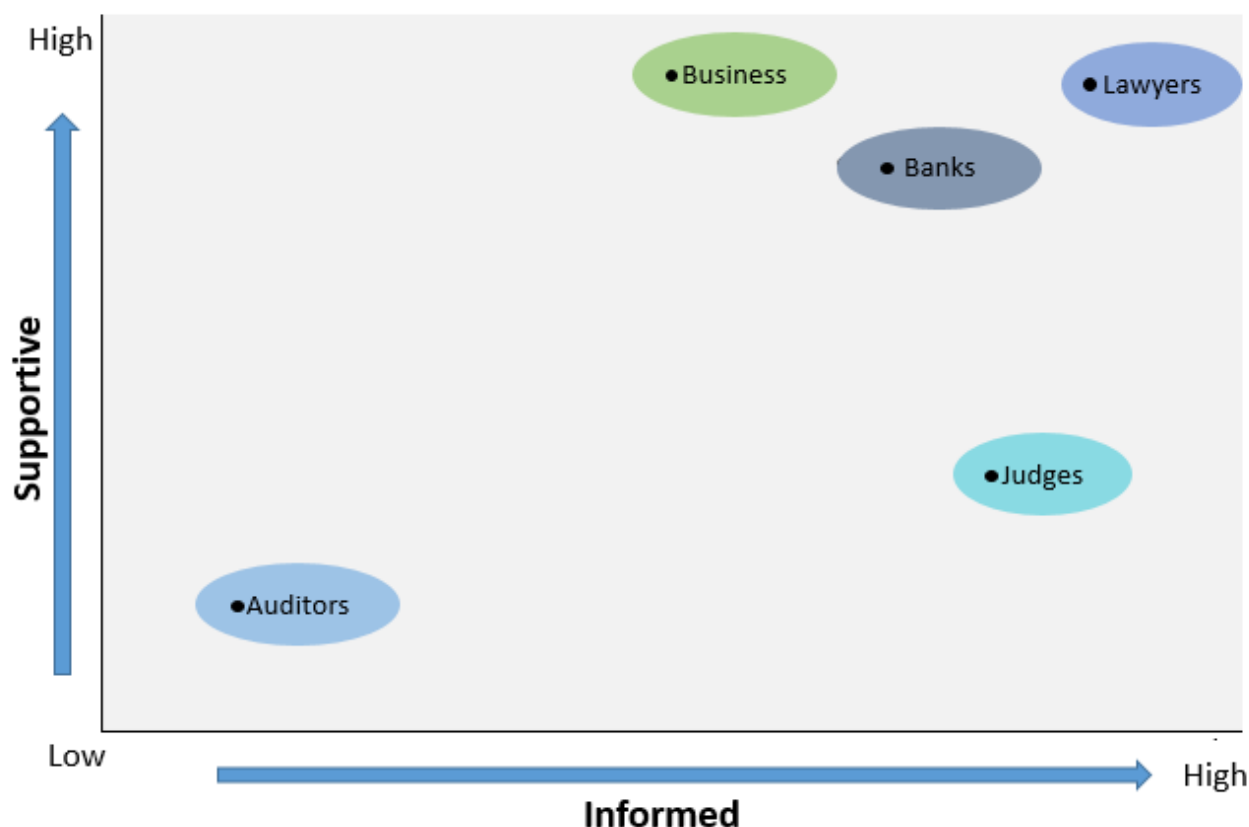 High
•Business
• Lawyers
• Banks
Supportive
•Judges
•Auditors
Low
High
Informed